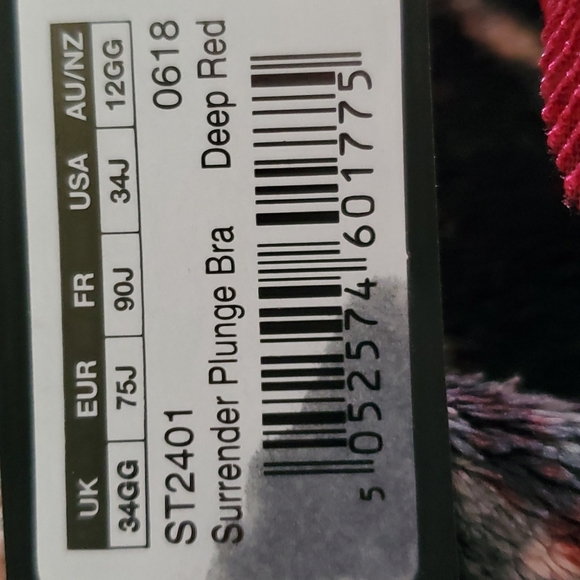 UK EUR FR USA AU/NZ
34GG 75J 90J 34J 12GG
ST2401 0618
Surrender Plunge Bra Deep Red
5 052574 601775